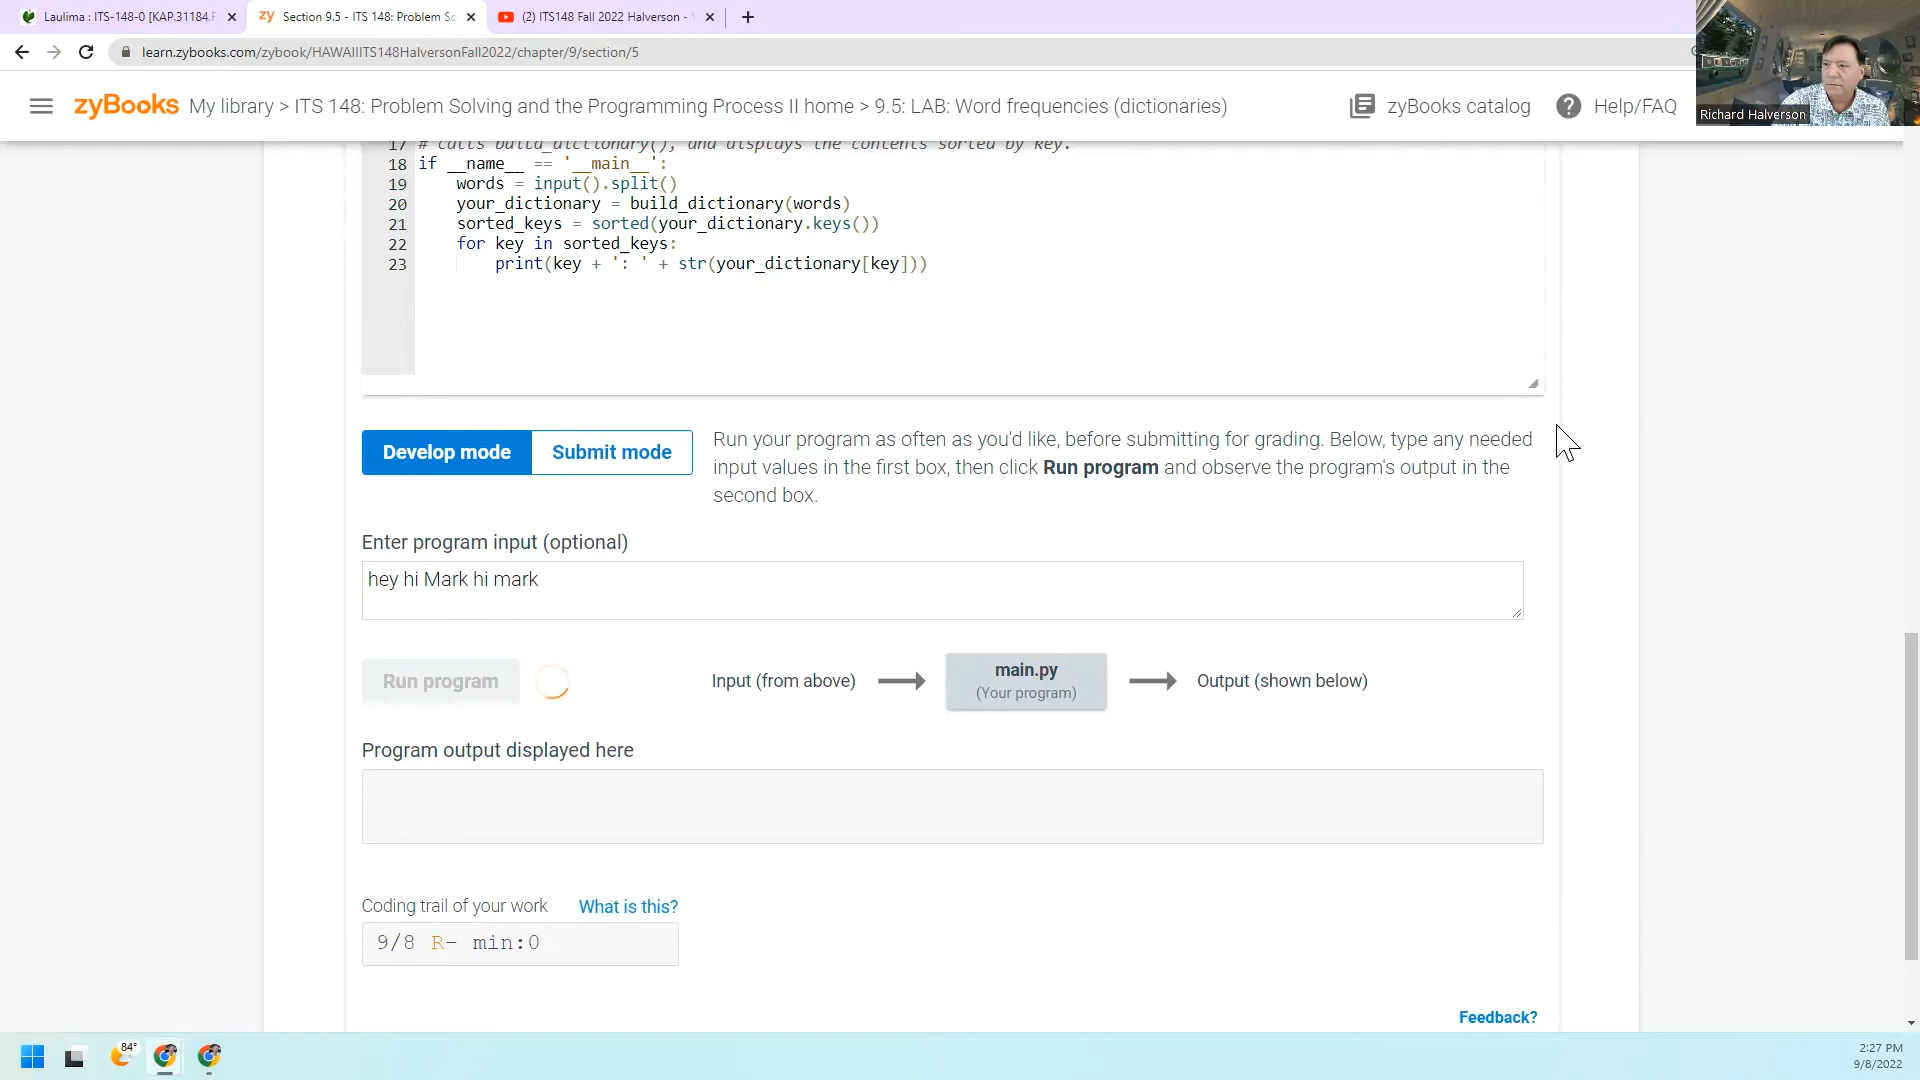 Laulima : ITS-148-0 [KAP.31184.F
Section 9.5 - ITS 148: Problem So
(2) ITS148 Fall 2022 Halverson -
learn.zybooks.com/zybook/HAWAIIITS148HalversonFall2022/chapter/9/section/5
zyBooks My library > ITS 148: Problem Solving and the Programming Process II home > 9.5: LAB: Word frequencies (dictionaries)
zyBooks catalog
Help/FAQ
Richard Halverson
17 # calls build_dictionary(), and displays the contents sorted by key.
18 if __name__ == '__main__':
19 words = input().split()
20 your_dictionary = build_dictionary(words)
21 sorted_keys = sorted(your_dictionary.keys())
22 for key in sorted_keys:
23 print(key + ': ' + str(your_dictionary[key]))
Develop mode
Submit mode
Run your program as often as you'd like, before submitting for grading. Below, type any needed
input values in the first box, then click Run program and observe the program's output in the
second box.
Enter program input (optional)
hey hi Mark hi mark
Run program
Input (from above)
main.py
(Your program)
Output (shown below)
Program output displayed here
Coding trail of your work
What is this?
9/8 R- min:0
Feedback?
84°
2:27 PM
9/8/2022